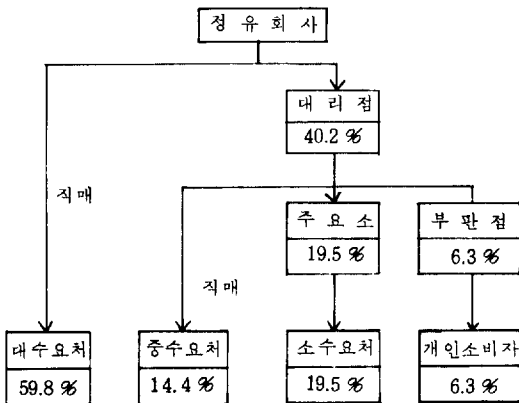 정유회사
대리점
40.2 %
직매
주요소
부판점
19.5 %
6.3 %
직매
대수요처
중수요처
소수요처
개인소비자
59.8 %
14.4 %
19.5 %
6.3 %